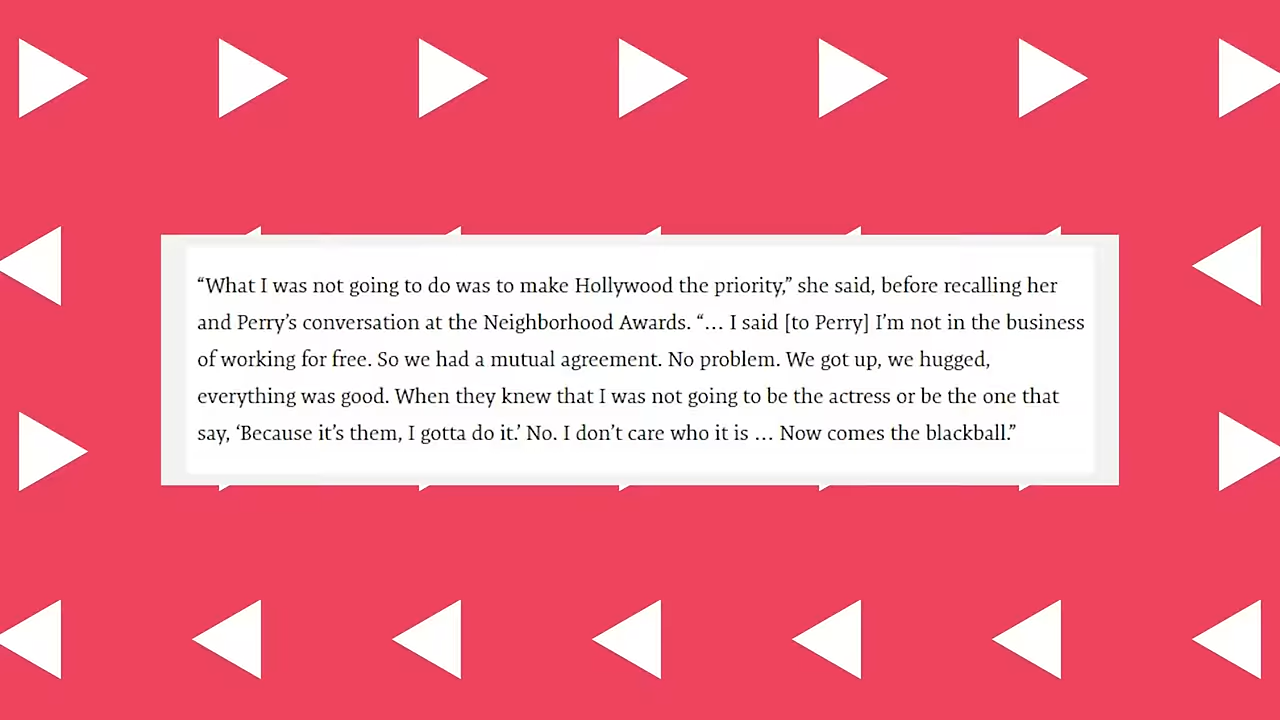 “What I was not going to do was to make Hollywood the priority,” she said, before recalling her
and Perry’s conversation at the Neighborhood Awards. “… I said [to Perry] I’m not in the business
of working for free. So we had a mutual agreement. No problem. We got up, we hugged,
everything was good. When they knew that I was not going to be the actress or be the one that
say, ‘Because it’s them, I gotta do it.’ No. I don’t care who it is … Now comes the blackball.”